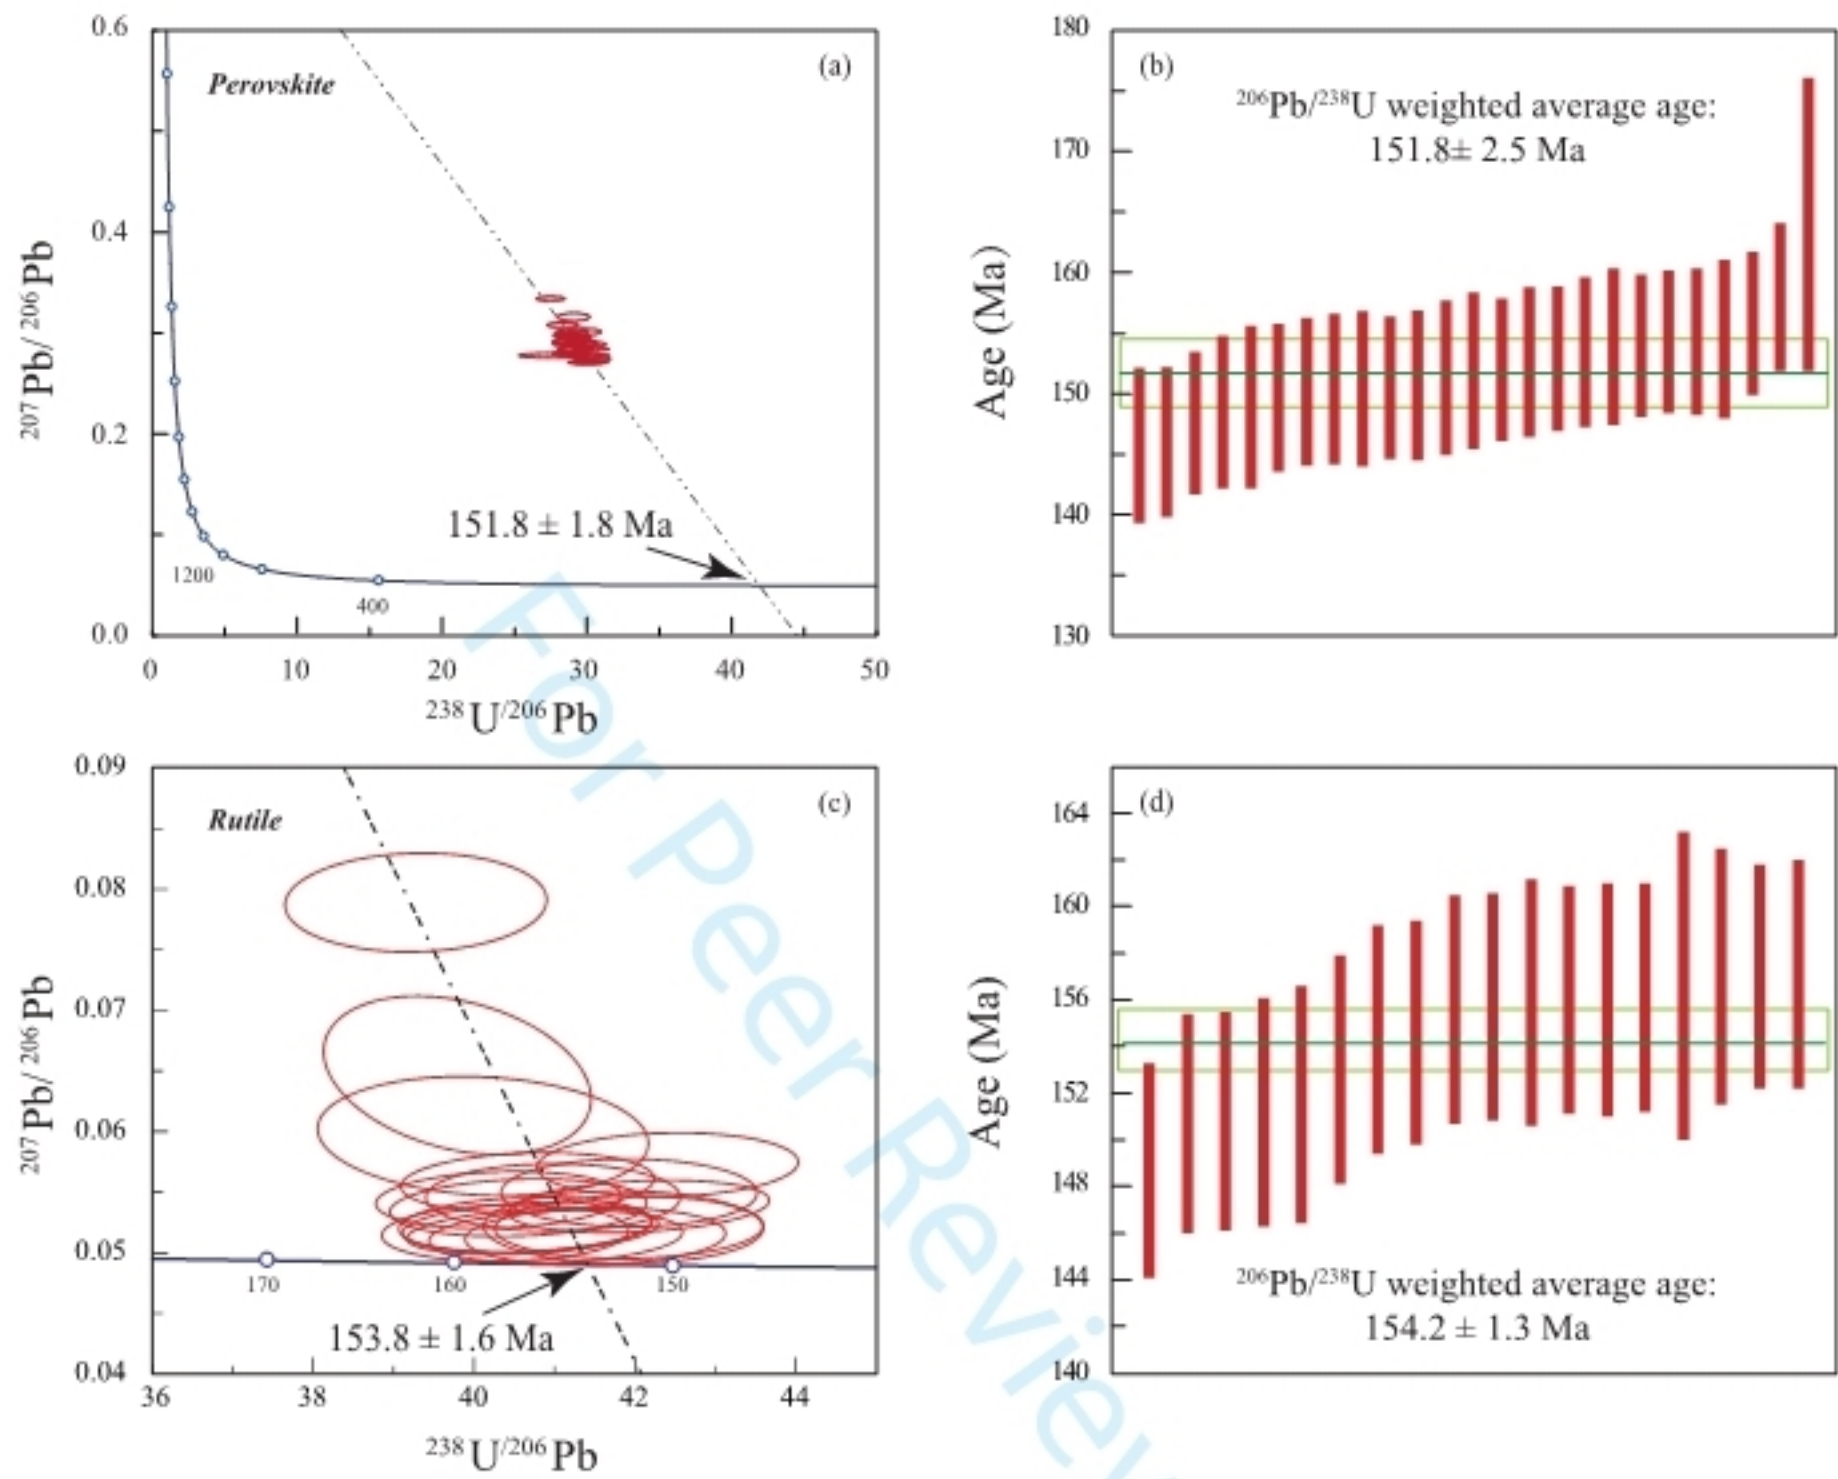 (a)
Perovskite
0.6
0.4
0.2
0.0
²⁰⁷Pb/ ²⁰⁶Pb
151.8 ± 1.8 Ma
1200
400
0 10 20 30 40 50
²³⁸U/²⁰⁶Pb
(b)
²⁰⁶Pb/²³⁸U weighted average age:
151.8± 2.5 Ma
180
170
160
150
140
130
Age (Ma)
(c)
Rutile
0.09
0.08
0.07
0.06
0.05
0.04
²⁰⁷Pb/ ²⁰⁶Pb
170 160 150
153.8 ± 1.6 Ma
36 38 40 42 44
²³⁸U/²⁰⁶Pb
(d)
164
160
156
152
148
144
140
Age (Ma)
²⁰⁶Pb/²³⁸U weighted average age:
154.2 ± 1.3 Ma
For Peer Review